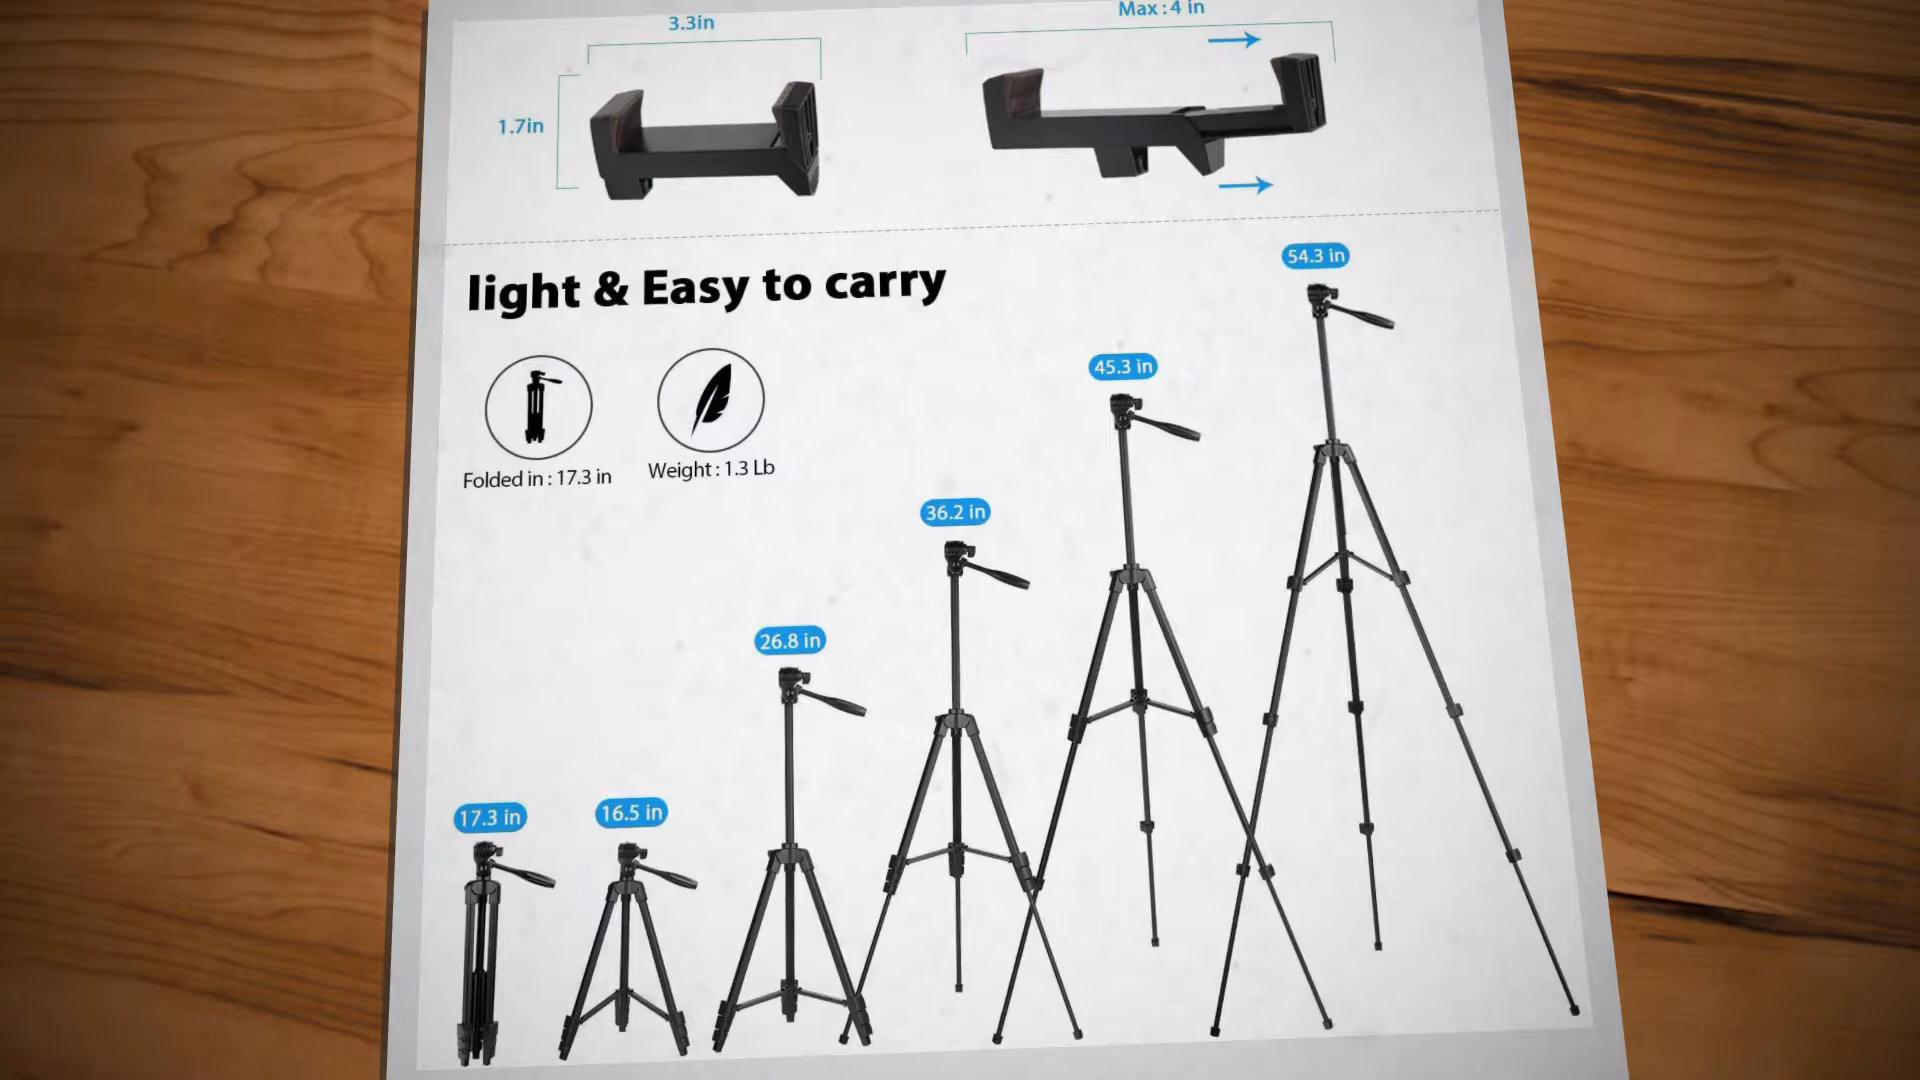 3.3in
Max : 4 in
1.7in
light & Easy to carry
Folded in : 17.3 in
Weight : 1.3 Lb
17.3 in
16.5 in
26.8 in
36.2 in
45.3 in
54.3 in